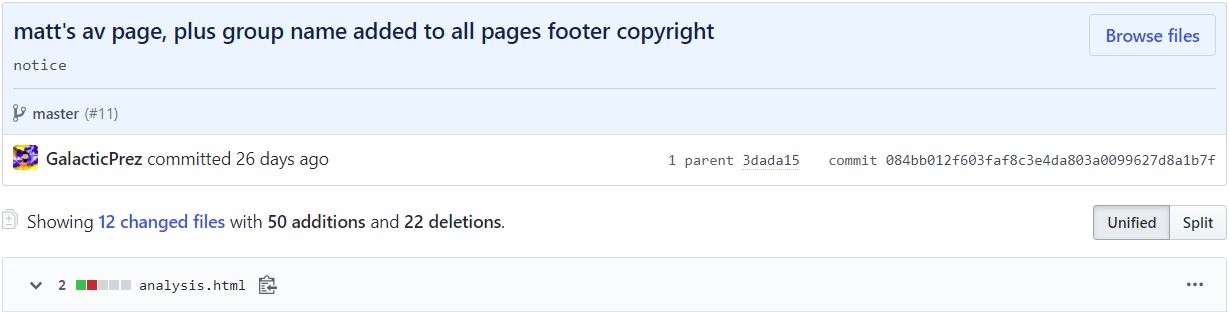 matt's av page, plus group name added to all pages footer copyright
Browse files
notice
master (#11)
GalacticPrez committed 26 days ago
1 parent 3dada15 commit 084bb012f603faf8c3e4da803a0099627d8a1b7f
Showing 12 changed files with 50 additions and 22 deletions.
Unified Split
2 analysis.html